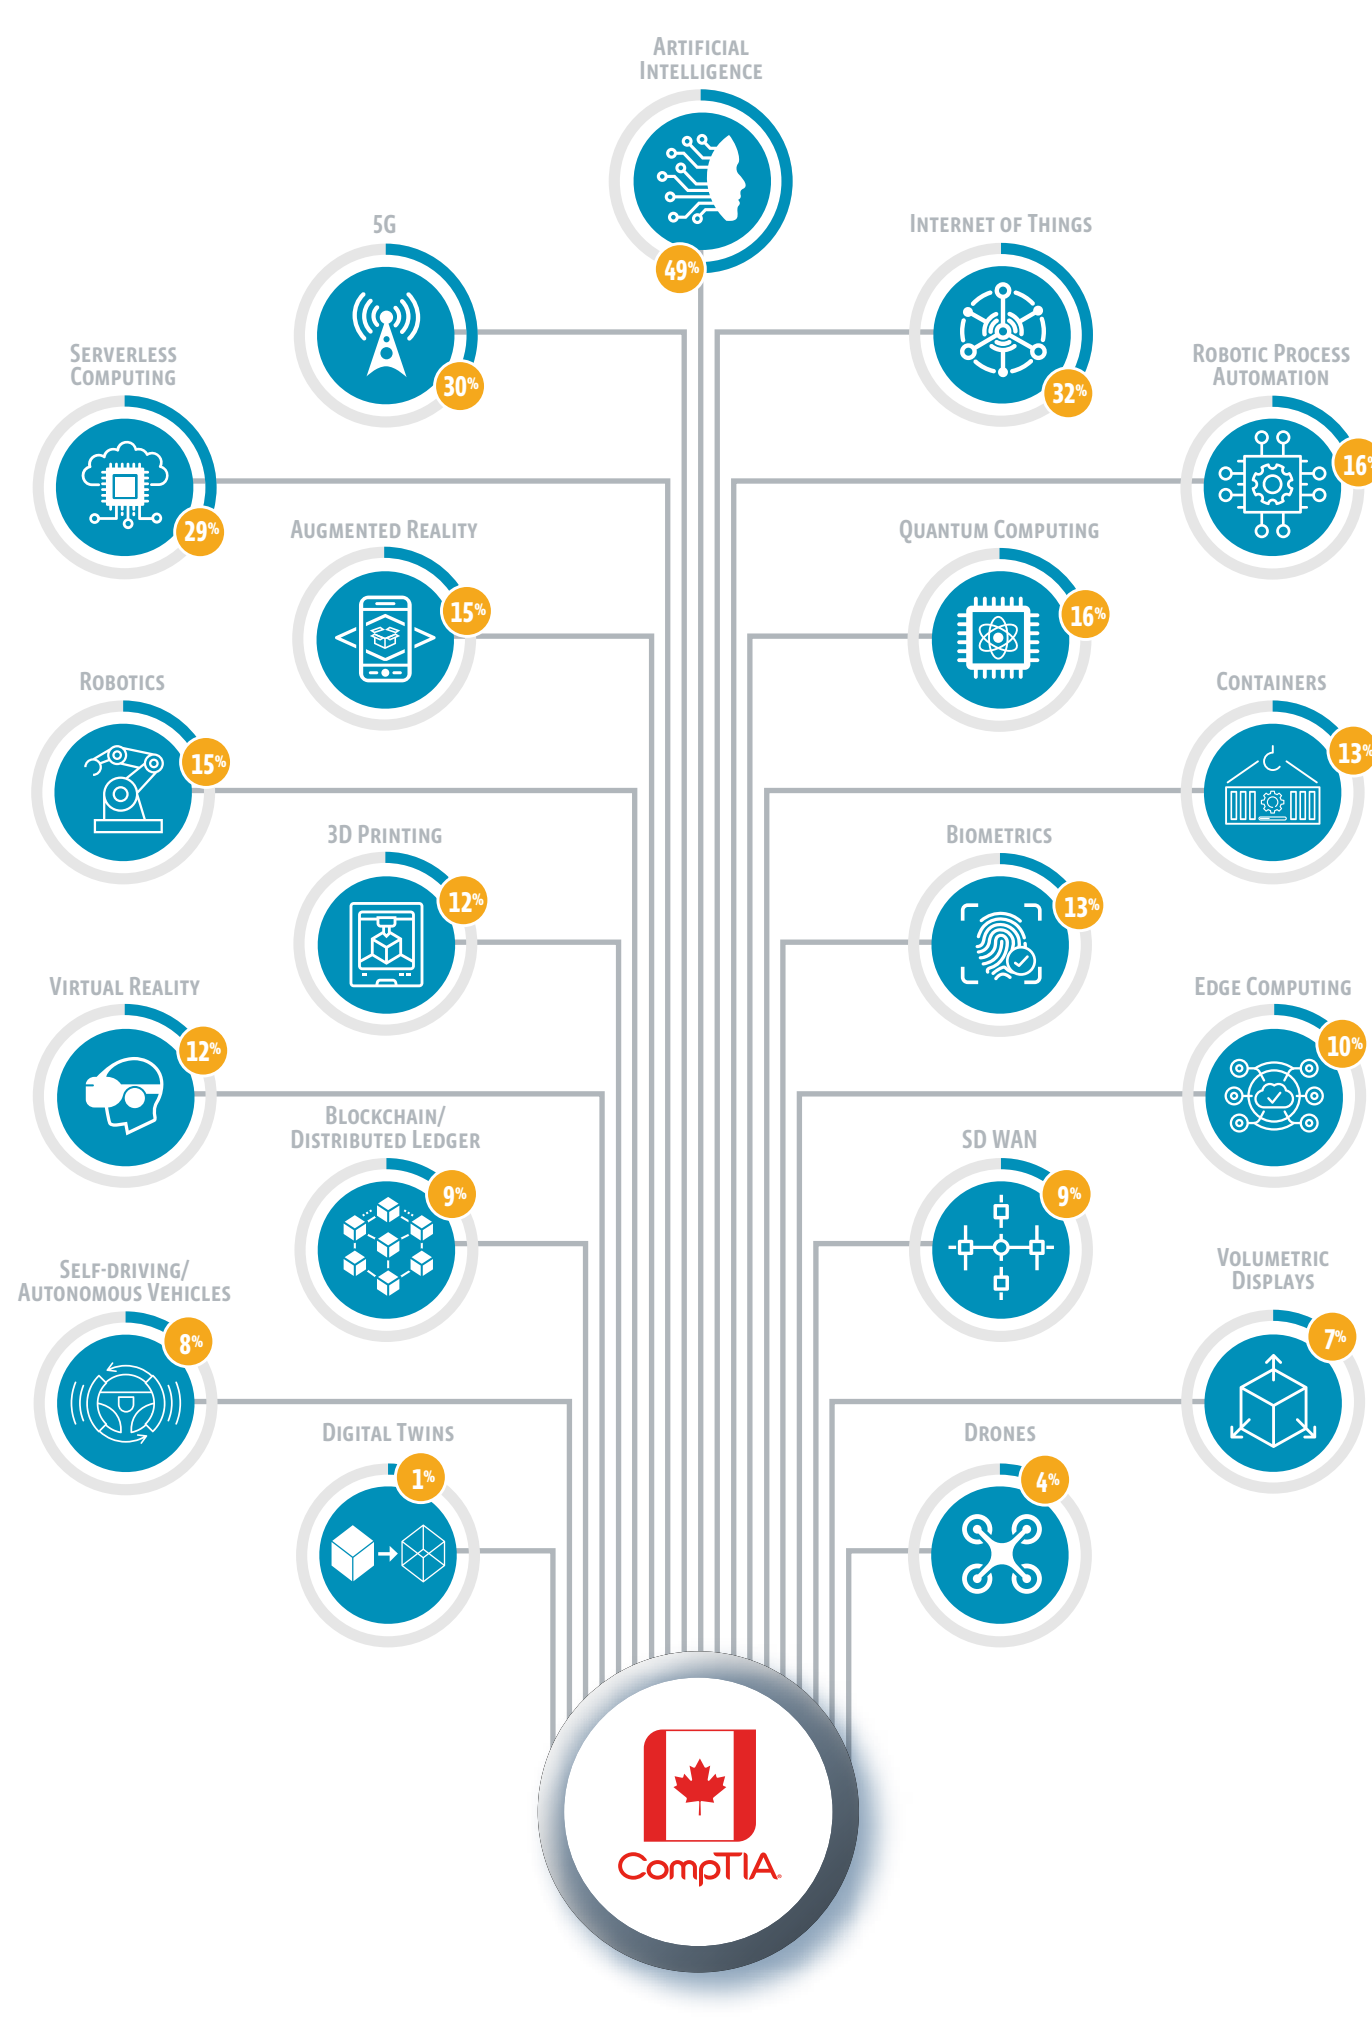 ARTIFICIAL
INTELLIGENCE
49%
5G
30%
INTERNET OF THINGS
32%
SERVERLESS
COMPUTING
29%
ROBOTIC PROCESS
AUTOMATION
16%
AUGMENTED REALITY
15%
QUANTUM COMPUTING
16%
ROBOTICS
15%
CONTAINERS
13%
3D PRINTING
12%
BIOMETRICS
13%
VIRTUAL REALITY
12%
EDGE COMPUTING
10%
BLOCKCHAIN/
DISTRIBUTED LEDGER
9%
SD WAN
9%
SELF-DRIVING/
AUTONOMOUS VEHICLES
8%
VOLUMETRIC
DISPLAYS
7%
DIGITAL TWINS
1%
DRONES
4%
CompTIA